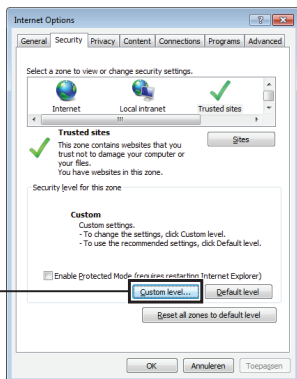 Internet Options
General Security Privacy Content Connections Programs Advanced
Select a zone to view or change security settings.
Internet Local intranet Trusted sites
Trusted sites
This zone contains websites that you
trust not to damage your computer or
your files.
You have websites in this zone.
Sites
Security level for this zone
Custom
Custom settings.
- To change the settings, click Custom level.
- To use the recommended settings, click Default level.
Enable Protected Mode (requires restarting Internet Explorer)
Custom level... Default level
Reset all zones to default level
OK Annuleren Toepassen